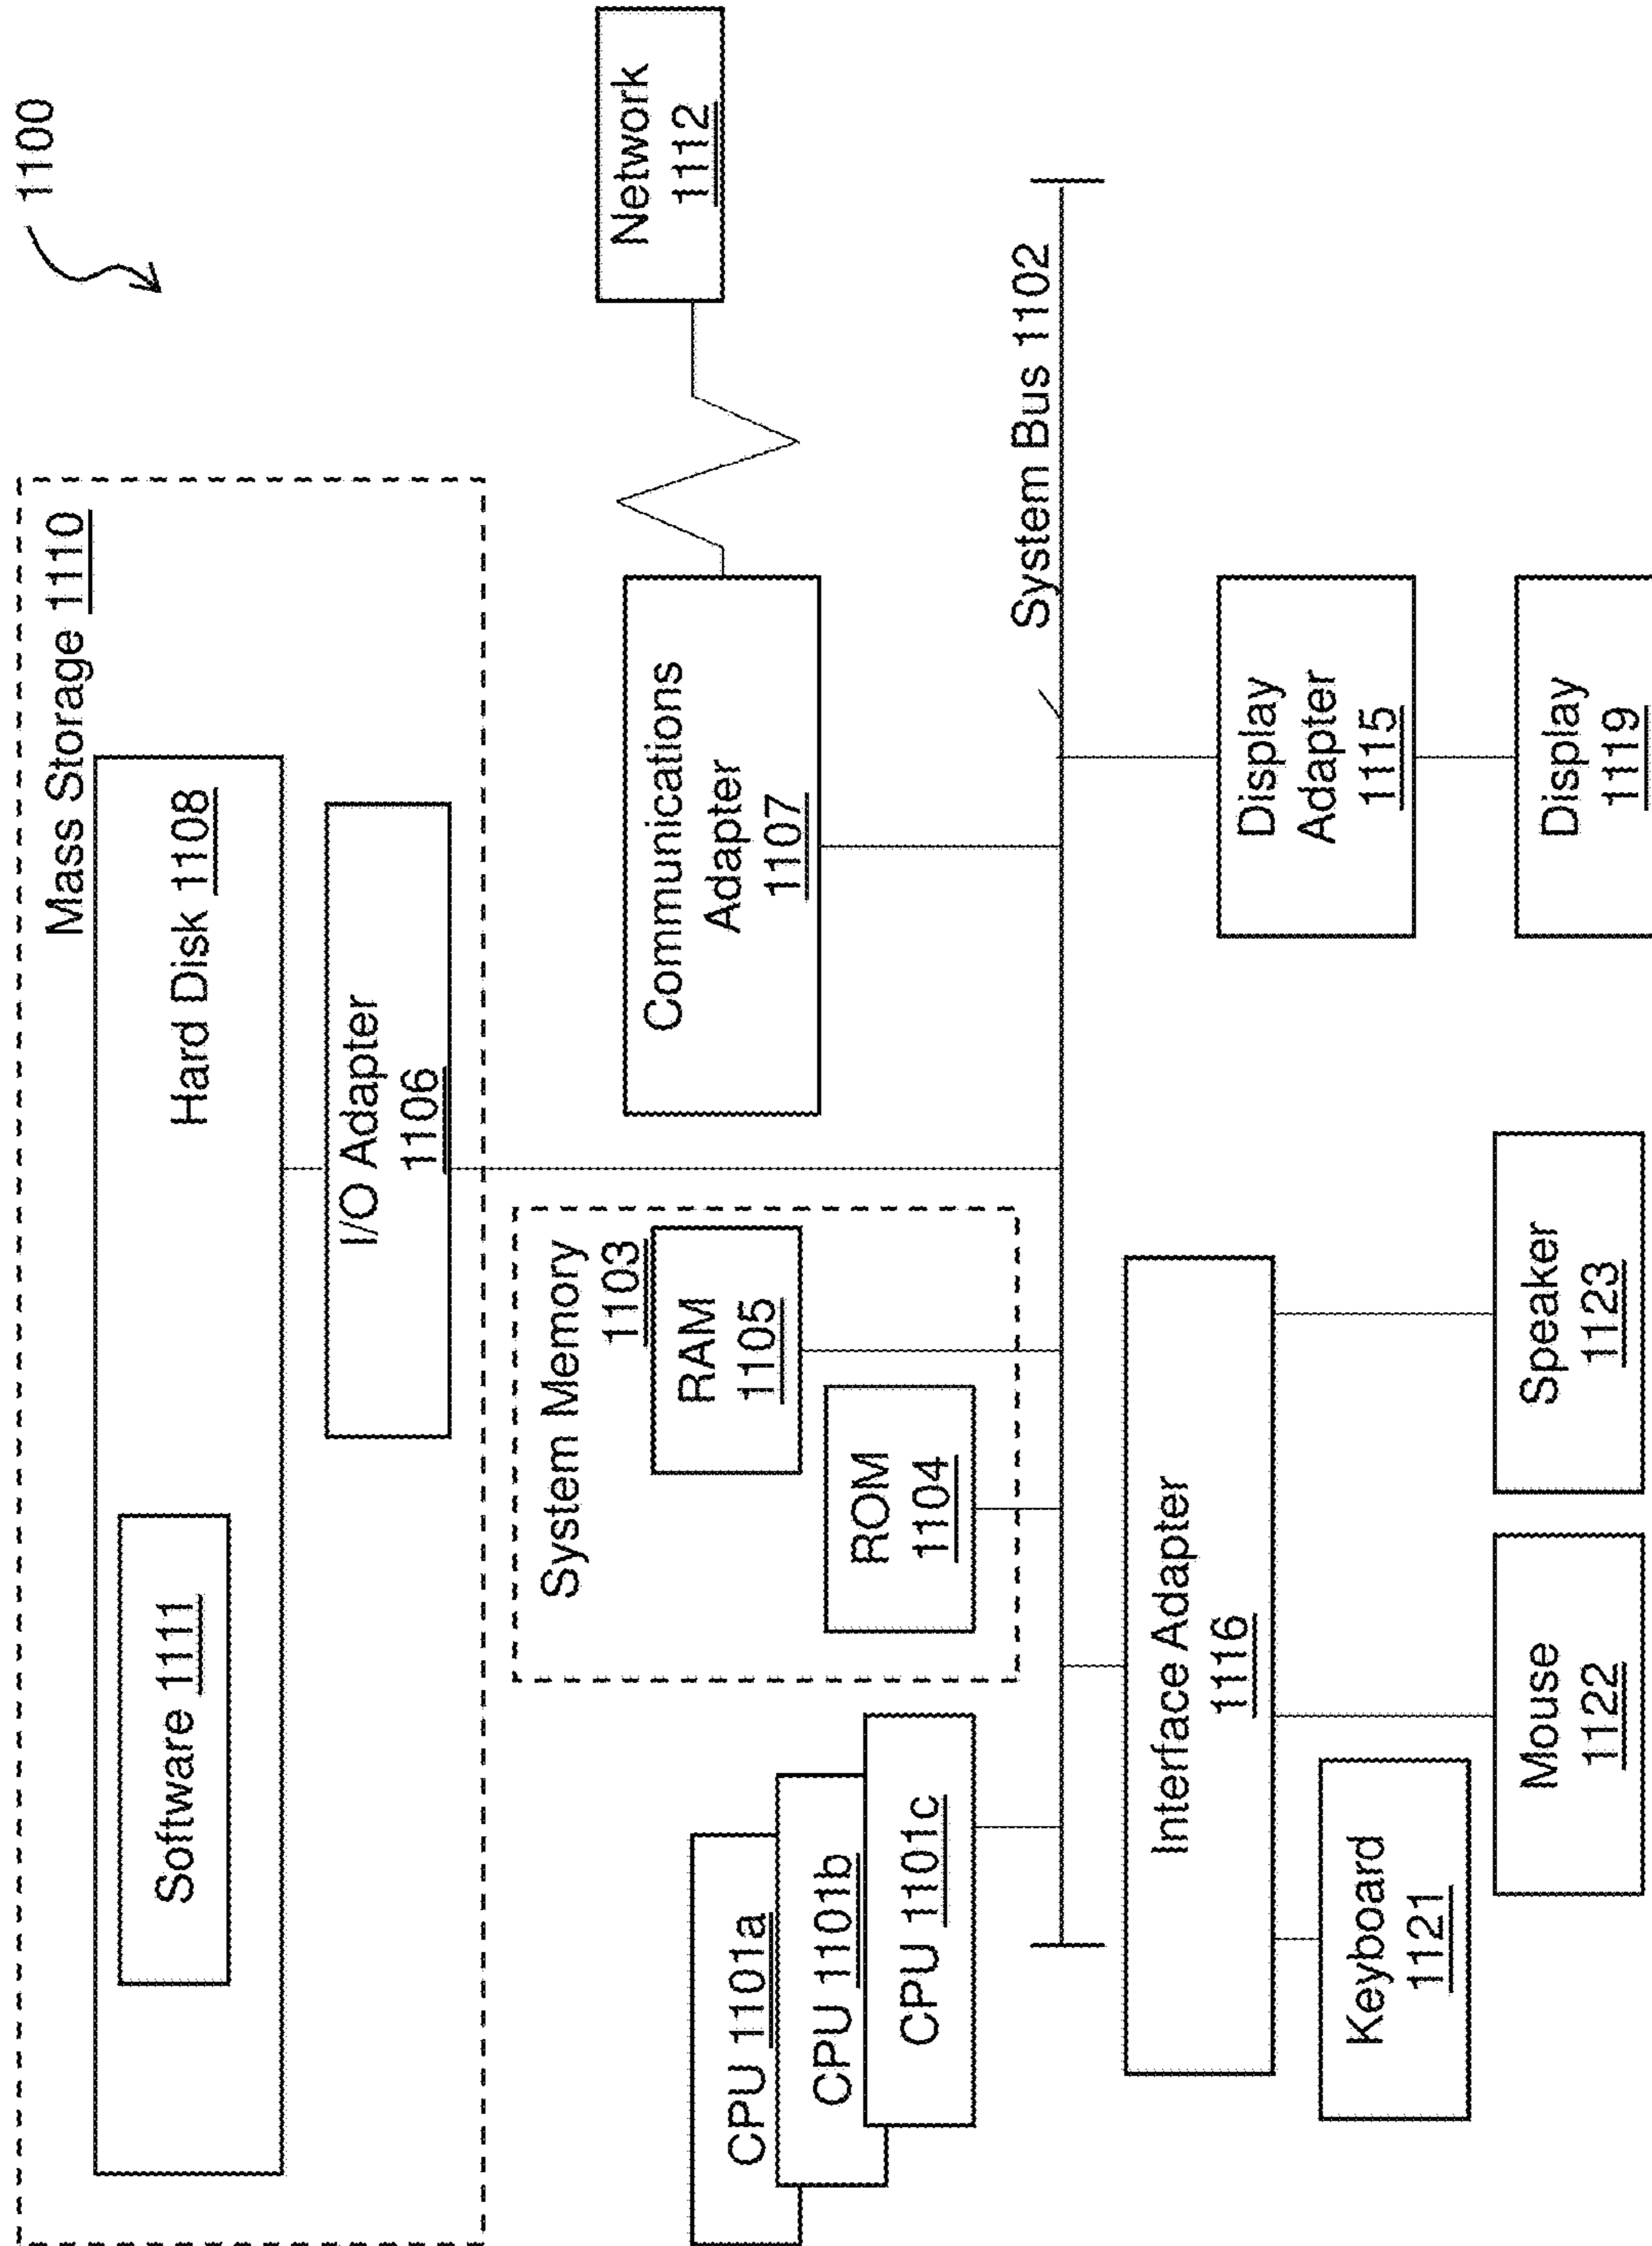 1100
Mass Storage 1110
Hard Disk 1108
Software 1111
I/O Adapter
1106
System Memory
1103
RAM
1105
ROM
1104
CPU 1101a
CPU 1101b
CPU 1101c
Communications
Adapter
1107
Network
1112
System Bus 1102
Interface Adapter
1116
Keyboard
1121
Mouse
1122
Speaker
1123
Display
Adapter
1115
Display
1119